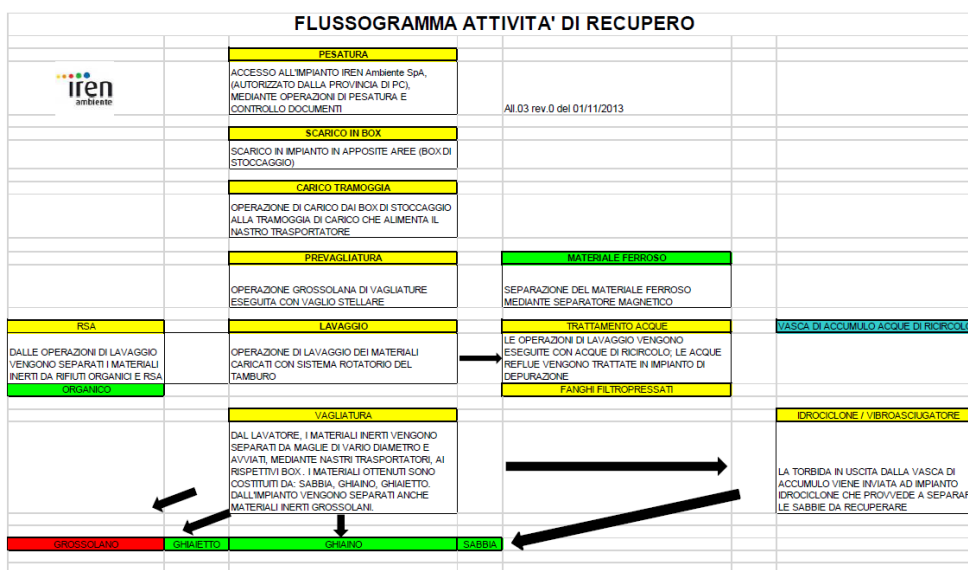 FLUSSOGRAMMA ATTIVITA' DI RECUPERO
iren
ambiente
PESATURA
ACCESSO ALL'IMPIANTO IREN Ambiente SpA,
(AUTORIZZATO DALLA PROVINCIA DI PC),
MEDIANTE OPERAZIONI DI PESATURA E
CONTROLLO DOCUMENTI
All.03 rev.0 del 01/11/2013
SCARICO IN BOX
SCARICO IN IMPIANTO IN APPOSITE AREE (BOX DI
STOCCAGGIO)
CARICO TRAMOGGIA
OPERAZIONE DI CARICO DAI BOX DI STOCCAGGIO
ALLA TRAMOGGIA DI CARICO CHE ALIMENTA IL
NASTRO TRASPORTATORE
PREVAGLIATURA
OPERAZIONE GROSSOLANA DI VAGLIATURE
ESEGUITA CON VAGLIO STELLARE
MATERIALE FERROSO
SEPARAZIONE DEL MATERIALE FERROSO
MEDIANTE SEPARATORE MAGNETICO
RSA
DALLE OPERAZIONI DI LAVAGGIO
VENGONO SEPARATI I MATERIALI
INERTI DA RIFIUTI ORGANICI E RSA
ORGANICO
LAVAGGIO
OPERAZIONE DI LAVAGGIO DEI MATERIALI
CARICATI CON SISTEMA ROTATORIO DEL
TAMBURO
TRATTAMENTO ACQUE
LE OPERAZIONI DI LAVAGGIO VENGONO
ESEGUITE CON ACQUE DI RICIRCOLO; LE ACQUE
REFLUE VENGONO TRATTATE IN IMPIANTO DI
DEPURAZIONE
FANGHI FILTROPRESSATI
VASCA DI ACCUMULO ACQUE DI RICIRCOLO
VAGLIATURA
DAL LAVATORE, I MATERIALI INERTI VENGONO
SEPARATI DA MAGLIE DI VARIO DIAMETRO E
AVVIATI, MEDIANTE NASTRI TRASPORTATORI, AI
RISPETTIVI BOX. I MATERIALI OTTENUTI SONO
COSTITUITI DA: SABBIA, GHIAINO, GHIAIETTO.
DALL'IMPIANTO VENGONO SEPARATI ANCHE
MATERIALI INERTI GROSSOLANI.
IDROCICLONE / VIBROASCIUGATORE
LA TORBIDA IN USCITA DALLA VASCA DI
ACCUMULO VIENE INVIATA AD IMPIANTO
IDROCICLONE CHE PROVVEDE A SEPARAR
LE SABBIE DA RECUPERARE
GROSSOLANO
GHIAIETTO
GHIAINO
SABBIA